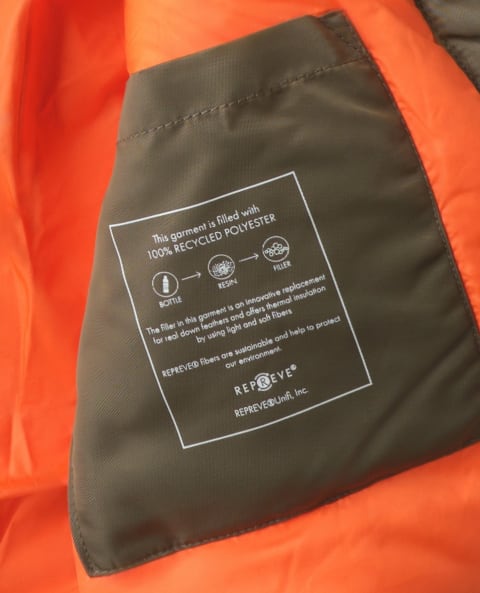 This garment is filled with
100% RECYCLED POLYESTER
BOTTLE
RESIN
FILLER
The Filler in this garment is an innovative replacement
for real down feathers and offers thermal insulation
by using light and soft Fibers
REPREVE® Fibers are sustainable and help to protect
our environment.
REPREVE®
REPREVE®Unifi, Inc.